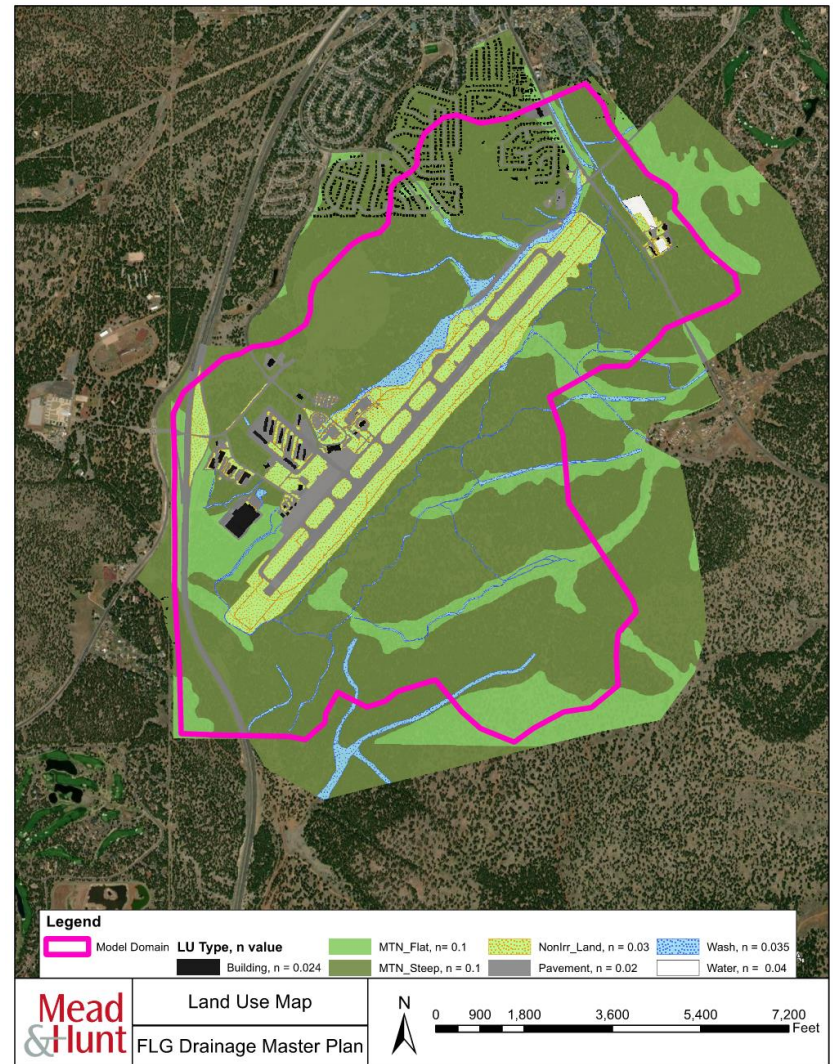 Legend
Model Domain
LU Type, n value
Building, n = 0.024
MTN_Flat, n= 0.1
MTN_Steep, n = 0.1
NonIrr_Land, n = 0.03
Pavement, n = 0.02
Wash, n = 0.035
Water, n = 0.04
Mead
&Hunt
Land Use Map
FLG Drainage Master Plan
N
0 900 1,800 3,600 5,400 7,200
Feet